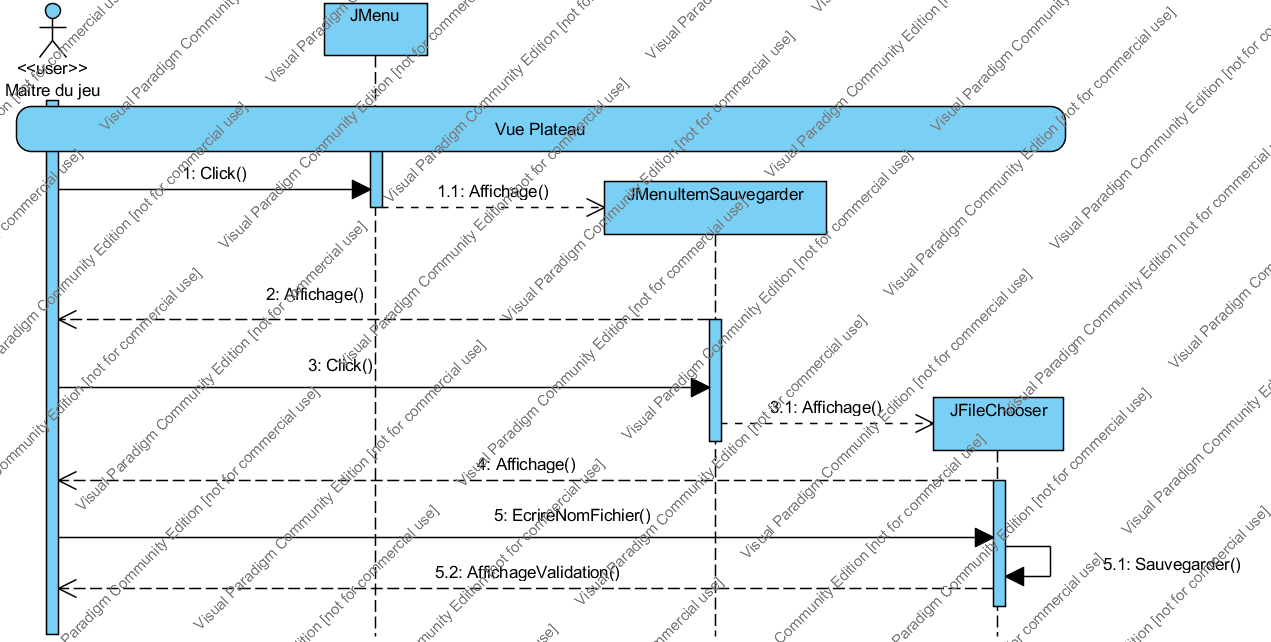 JMenu
<<user>>
Maitre du jeu
Vue Plateau
1: Click()
1.1: Affichage()
JMenuItemSauvegarder
2: Affichage()
3: Click()
3.1: Affichage()
JFileChooser
4: Affichage()
5: EcrireNomFichier()
5.1: Sauvegarder()
5.2: AffichageValidation()
Visual Paradigm Community Edition [not for commercial use]